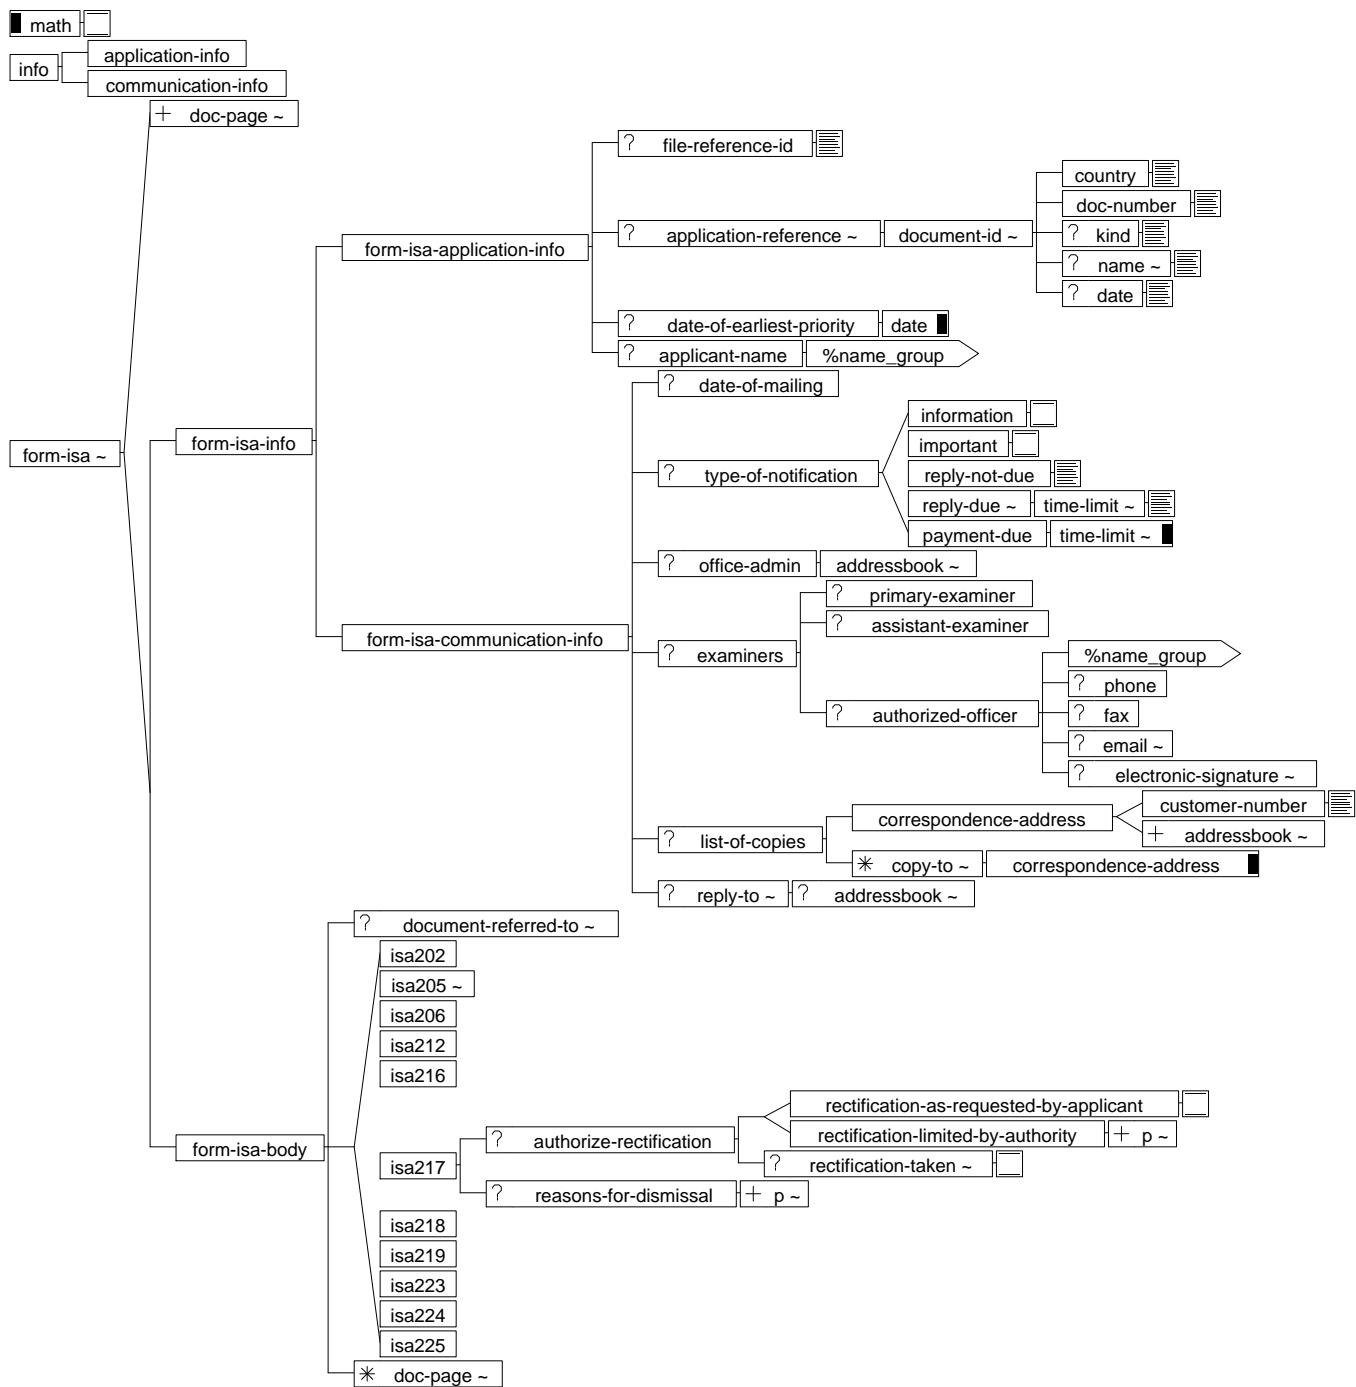 math
application-info
info
communication-info
+ doc-page ~
? file-reference-id
country
doc-number
form-isa-application-info
? application-reference ~ document-id ~ ? kind
? name ~
? date
? date-of-earliest-priority date
? applicant-name %name_group
? date-of-mailing
information
form-isa-info
important
form-isa ~
? type-of-notification reply-not-due
reply-due ~ time-limit ~
payment-due time-limit ~
? office-admin addressbook ~
? primary-examiner
? assistant-examiner
form-isa-communication-info
? examiners %name_group
? phone
? authorized-officer ? fax
? email ~
? electronic-signature ~
customer-number
correspondence-address
? list-of-copies + addressbook ~
* copy-to ~ correspondence-address
? reply-to ~ ? addressbook ~
? document-referred-to ~
isa202
isa205 ~
isa206
isa212
isa216
rectification-as-requested-by-applicant
form-isa-body
? authorize-rectification rectification-limited-by-authority + p ~
isa217
? rectification-taken ~
? reasons-for-dismissal + p ~
isa218
isa219
isa223
isa224
isa225
* doc-page ~